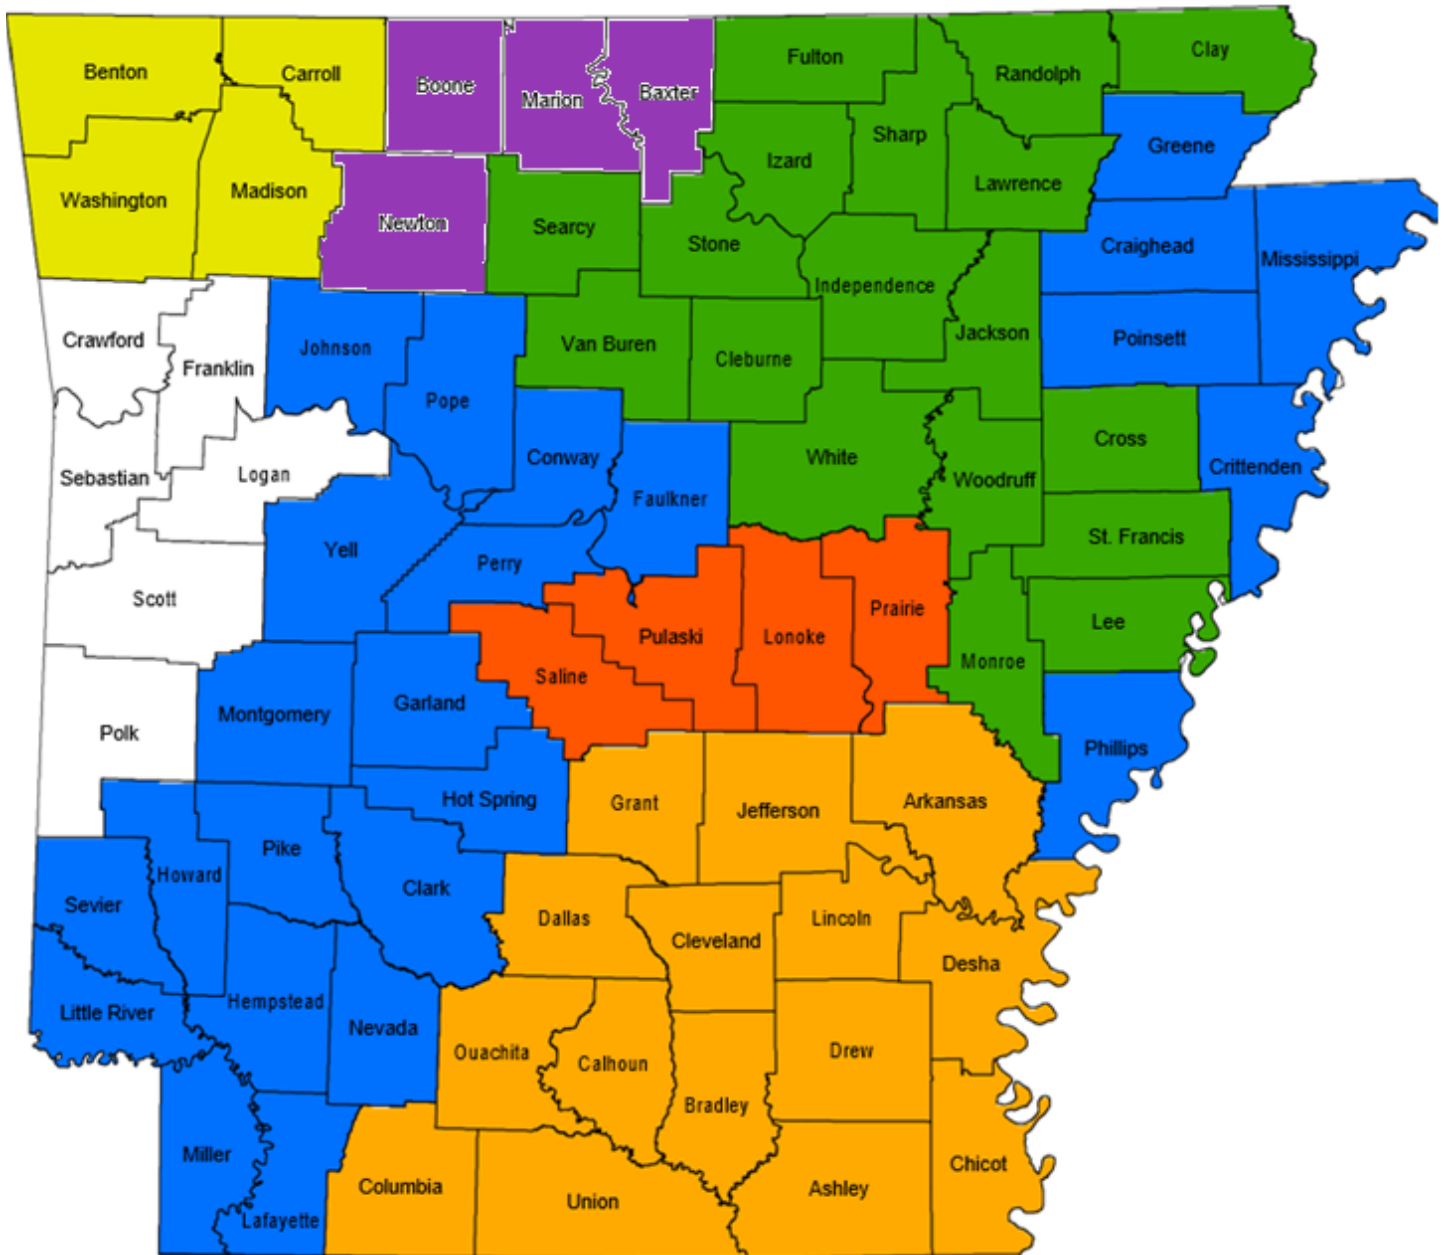 Benton
Carroll
Boone
Marion
Baxter
Fulton
Randolph
Clay
Sharp
Greene
Izard
Lawrence
Washington
Madison
Newton
Searcy
Stone
Craighead
Mississippi
Independence
Crawford
Franklin
Johnson
Van Buren
Cleburne
Jackson
Poinsett
Pope
Cross
Sebastian
Logan
Conway
Faulkner
White
Woodruff
Crittenden
Yell
Perry
St. Francis
Scott
Pulaski
Lonoke
Prairie
Lee
Saline
Monroe
Polk
Montgomery
Garland
Phillips
Hot Spring
Grant
Jefferson
Arkansas
Pike
Howard
Clark
Sevier
Dallas
Lincoln
Cleveland
Desha
Little River
Hempstead
Nevada
Ouachita
Calhoun
Drew
Bradley
Miller
Columbia
Chicot
Lafayette
Union
Ashley